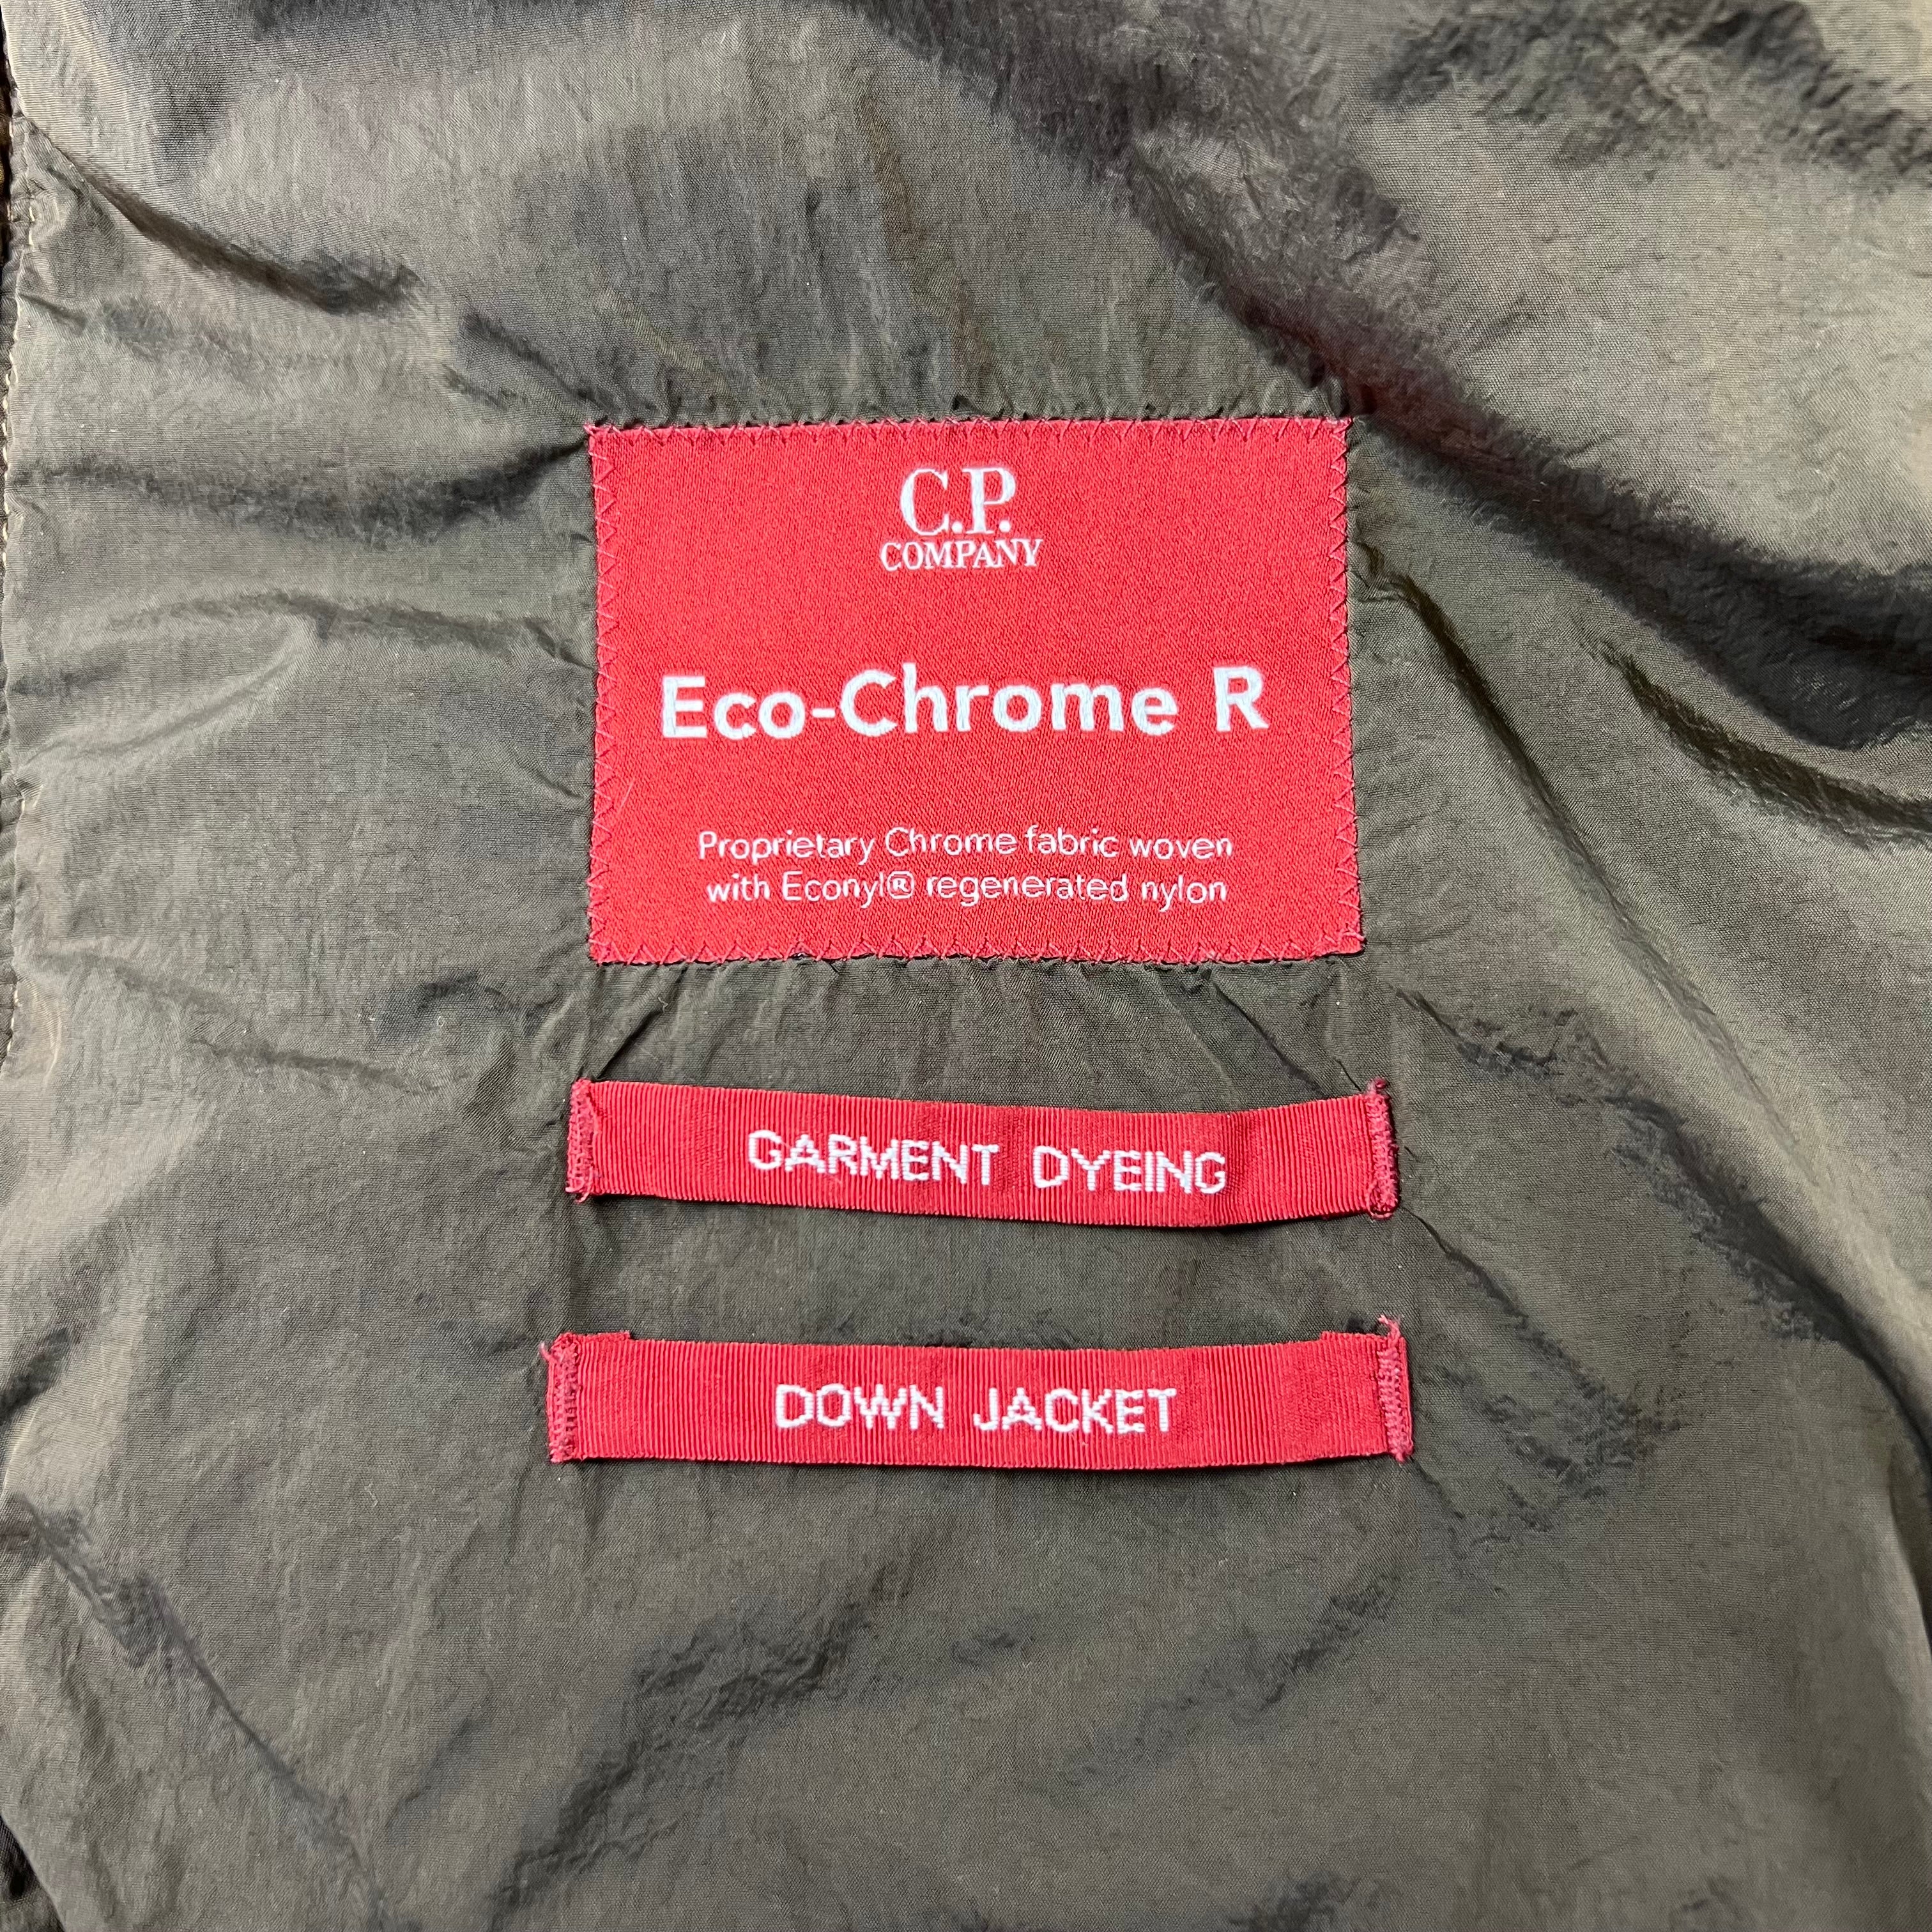 C.P.
COMPANY
Eco-Chrome R
Proprietary Chrome fabric woven
with Econyl® regenerated nylon
GARMENT DYEING
DOWN JACKET